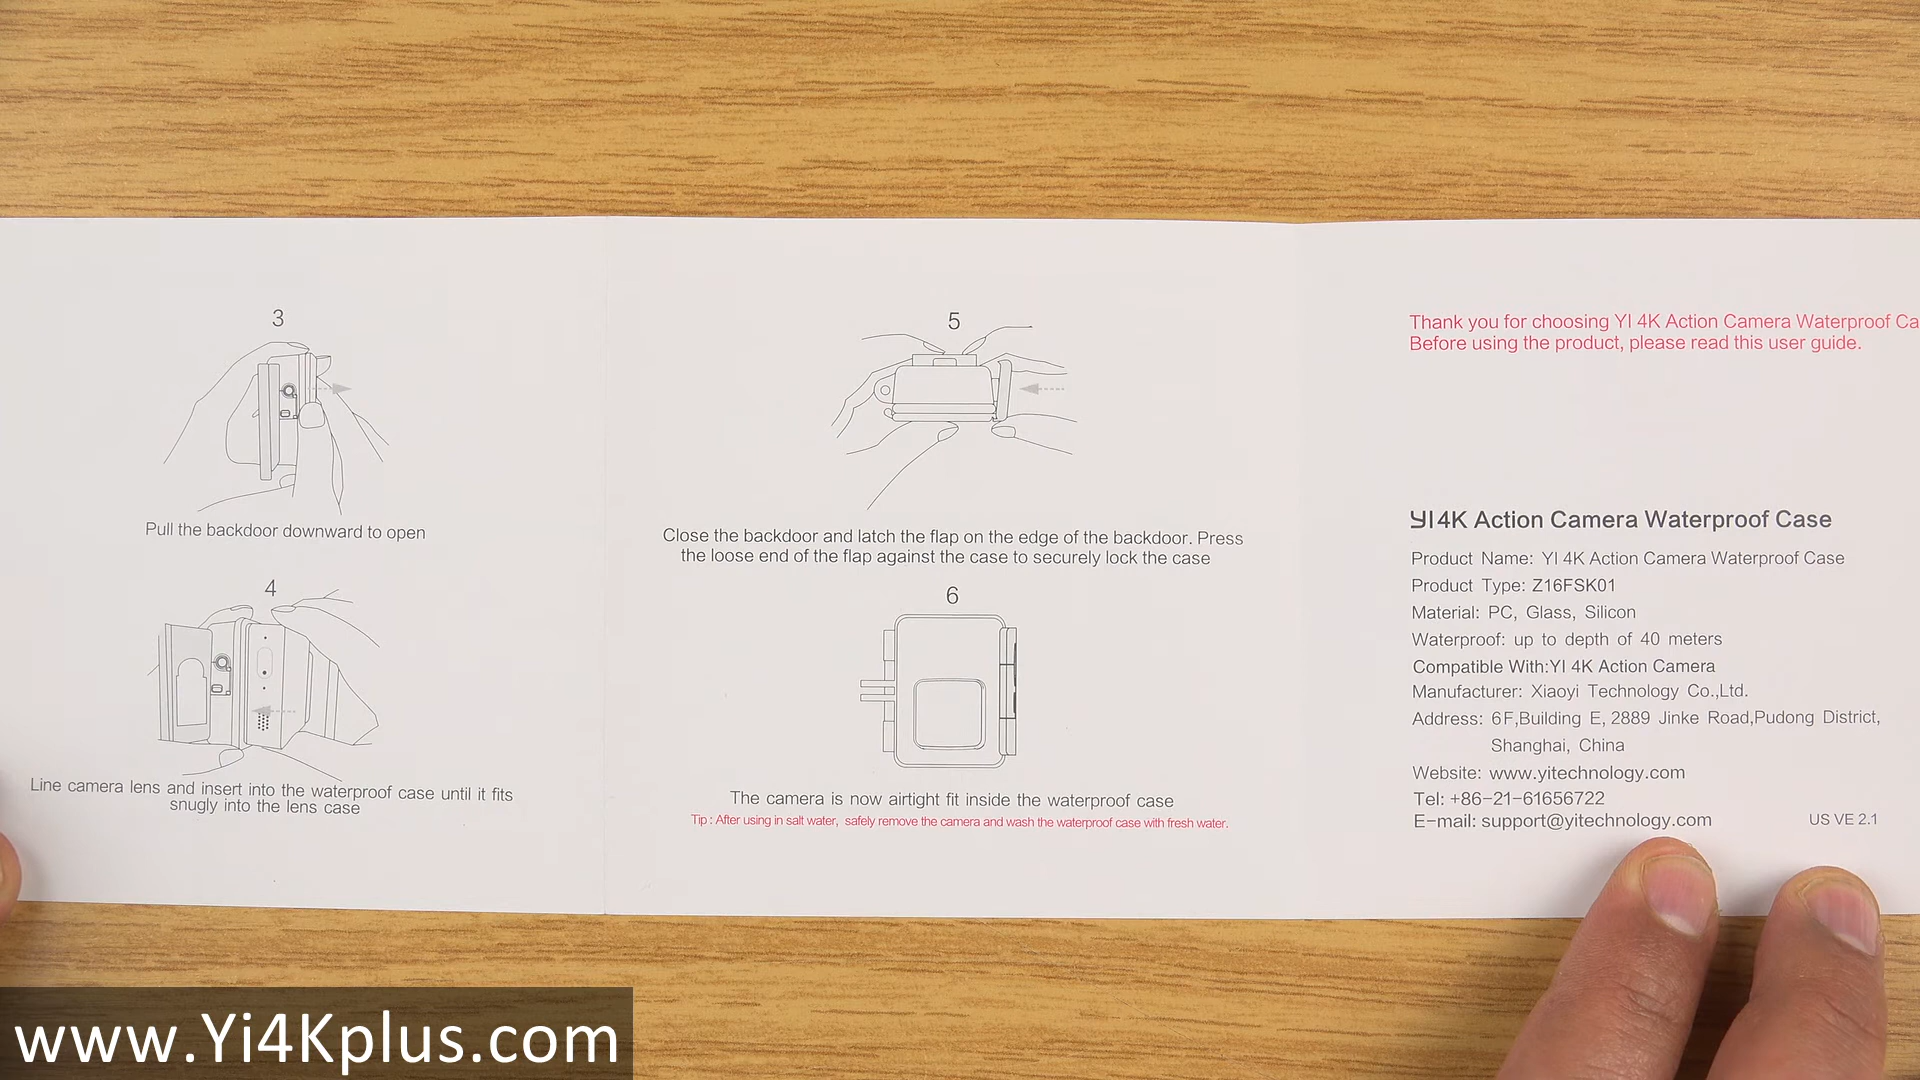 3
Pull the backdoor downward to open
4
Line camera lens and insert into the waterproof case until it fits
snugly into the lens case
5
Close the backdoor and latch the flap on the edge of the backdoor. Press
the loose end of the flap against the case to securely lock the case
6
The camera is now airtight fit inside the waterproof case
Tip : After using in salt water, safely remove the camera and wash the waterproof case with fresh water.
Thank you for choosing YI 4K Action Camera Waterproof Ca
Before using the product, please read this user guide.
YI 4K Action Camera Waterproof Case
Product Name: YI 4K Action Camera Waterproof Case
Product Type: Z16FSK01
Material: PC, Glass, Silicon
Waterproof: up to depth of 40 meters
Compatible With:YI 4K Action Camera
Manufacturer: Xiaoyi Technology Co.,Ltd.
Address: 6F,Building E, 2889 Jinke Road,Pudong District,
Shanghai, China
Website: www.yitechnology.com
Tel: +86-21-61656722
E-mail: support@yitechnology.com
US VE 2.1
www.Yi4Kplus.com